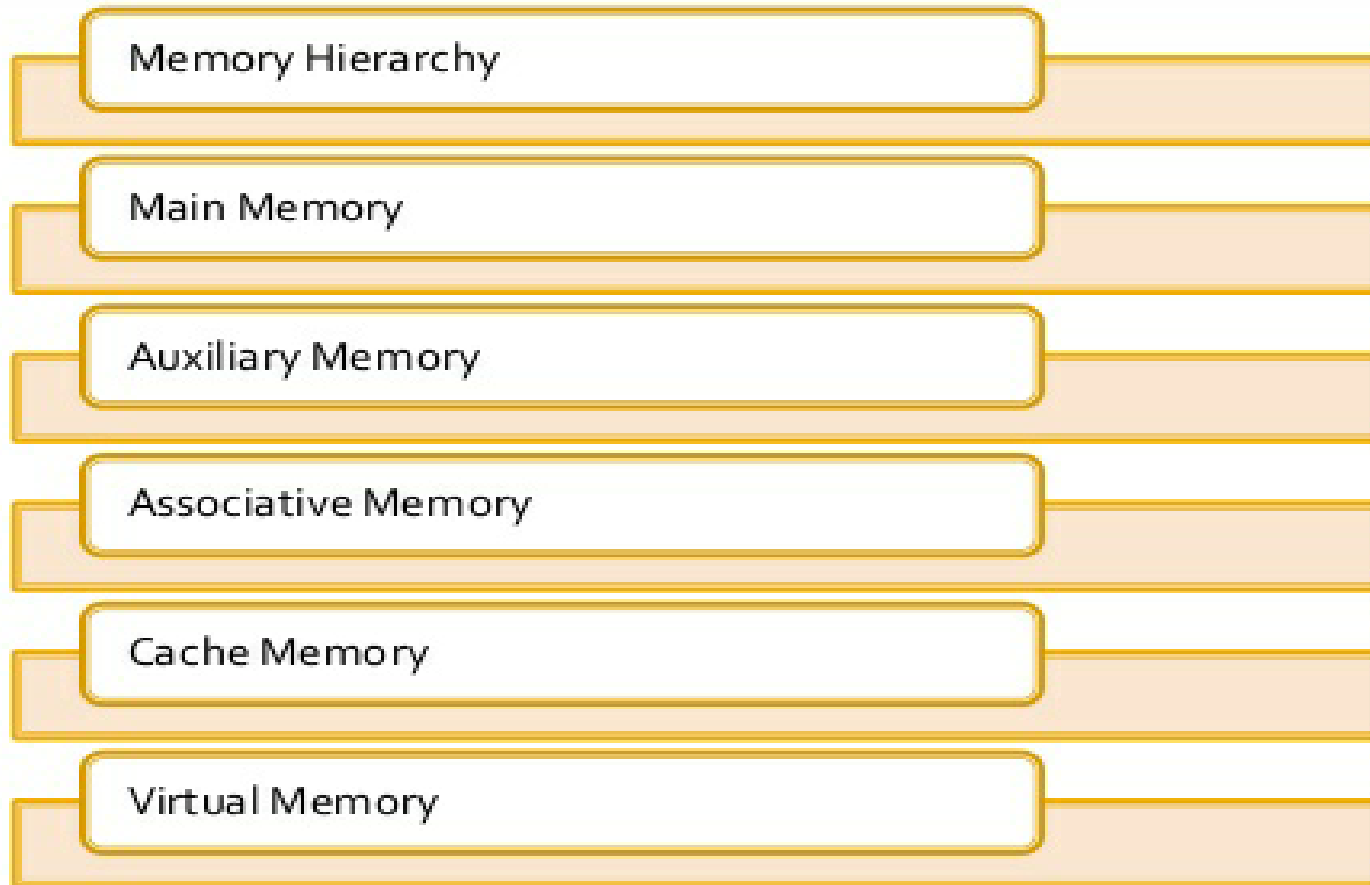 Memory Hierarchy
Main Memory
Auxiliary Memory
Associative Memory
Cache Memory
Virtual Memory